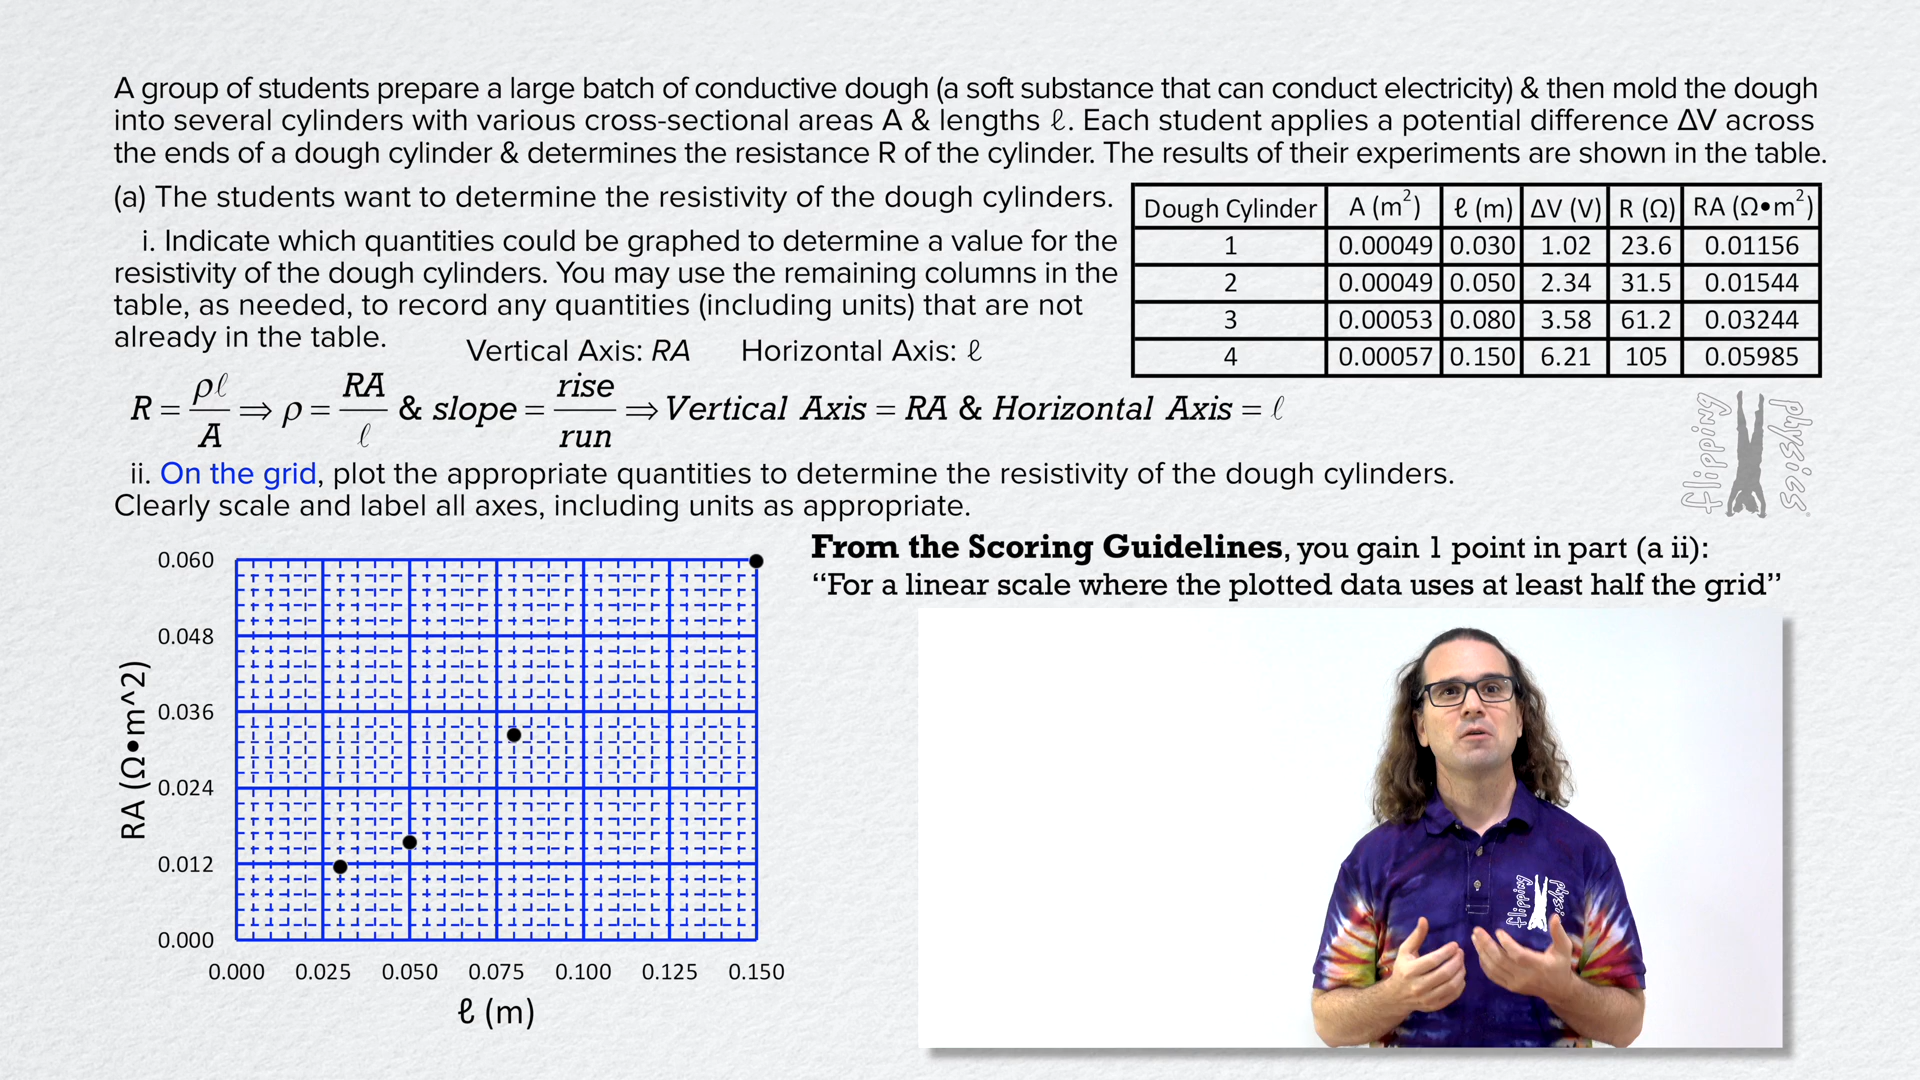 A group of students prepare a large batch of conductive dough (a soft substance that can conduct electricity) & then mold the dough
into several cylinders with various cross-sectional areas A & lengths ℓ. Each student applies a potential difference ΔV across
the ends of a dough cylinder & determines the resistance R of the cylinder. The results of their experiments are shown in the table.
(a) The students want to determine the resistivity of the dough cylinders.
i. Indicate which quantities could be graphed to determine a value for the
resistivity of the dough cylinders. You may use the remaining columns in the
table, as needed, to record any quantities (including units) that are not
already in the table.
Vertical Axis: RA Horizontal Axis: ℓ
Dough Cylinder A (m²) ℓ (m) ΔV (V) R (Ω) RA (Ω•m²)
1 0.00049 0.030 1.02 23.6 0.01156
2 0.00049 0.050 2.34 31.5 0.01544
3 0.00053 0.080 3.58 61.2 0.03244
4 0.00057 0.150 6.21 105 0.05985
R = ρℓ/A ⇒ ρ = RA/ℓ & slope = rise/run ⇒ Vertical Axis = RA & Horizontal Axis = ℓ
flipping physics
ii. On the grid, plot the appropriate quantities to determine the resistivity of the dough cylinders.
Clearly scale and label all axes, including units as appropriate.
From the Scoring Guidelines, you gain 1 point in part (a ii):
“For a linear scale where the plotted data uses at least half the grid”
RA (Ω•m^2)
0.060
0.048
0.036
0.024
0.012
0.000
0.000 0.025 0.050 0.075 0.100 0.125 0.150
ℓ (m)
flipping physi